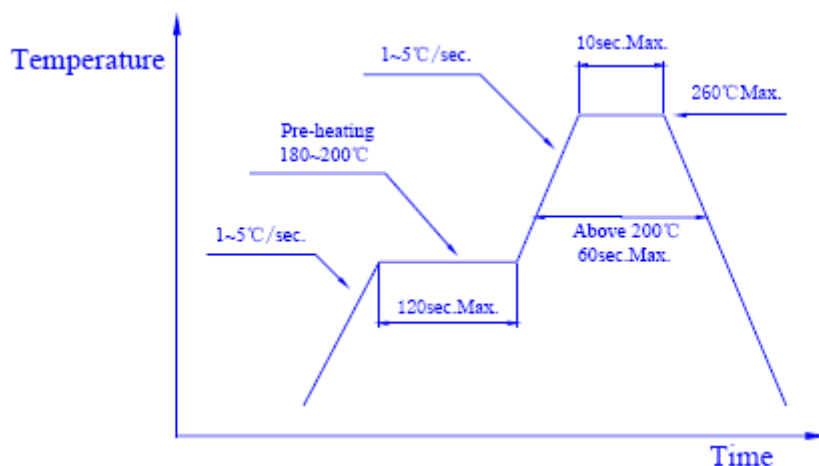 10sec.Max.
1~5℃/sec.
Temperature
260℃Max.
Pre-heating
180~200℃
Above 200℃
60sec.Max.
1~5℃/sec.
120sec.Max.
Time